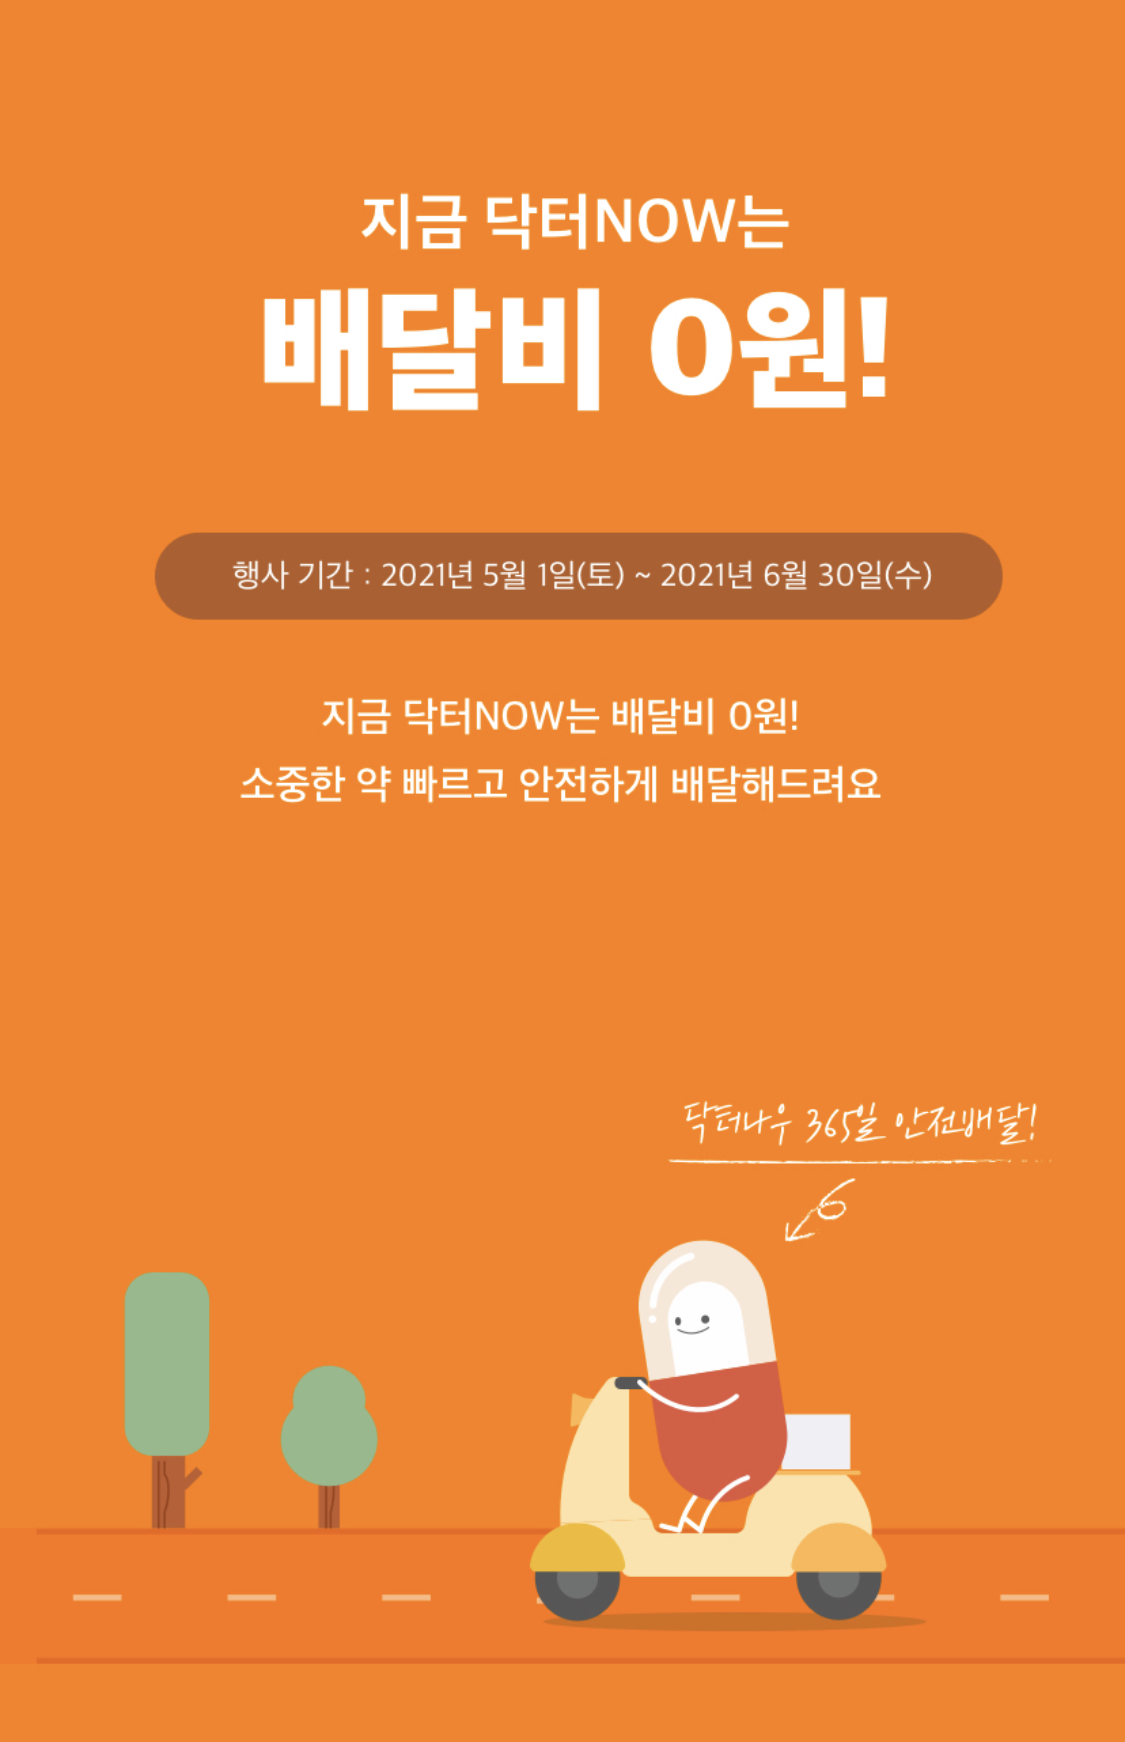 지금 닥터NOW는
배달비 0원!
행사 기간 : 2021년 5월 1일(토) ~ 2021년 6월 30일(수)
지금 닥터NOW는 배달비 0원!
소중한 약 빠르고 안전하게 배달해드려요
닥터나우 365일 안전배달!